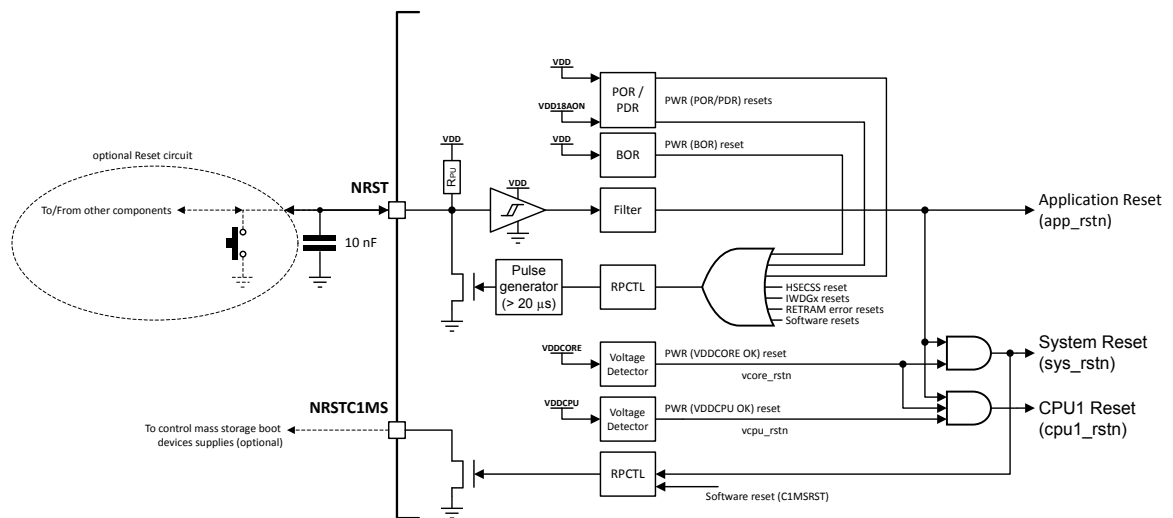 VDD
POR /
PDR
PWR (POR/PDR) resets
VDD18AON
VDD
BOR
PWR (BOR) reset
optional Reset circuit
VDD
RPU
NRST
VDD
To/From other components
10 nF
Filter
Application Reset
(app_rstn)
Pulse
generator
(> 20 μs)
RPCTL
HSECSS reset
IWDGx resets
RETRAM error resets
Software resets
VDDCORE
Voltage
Detector
PWR (VDDCORE OK) reset
vcore_rstn
System Reset
(sys_rstn)
NRSTC1MS
VDDCPU
Voltage
Detector
PWR (VDDCPU OK) reset
vcpu_rstn
CPU1 Reset
(cpu1_rstn)
To control mass storage boot
devices supplies (optional)
RPCTL
Software reset (C1MSRST)